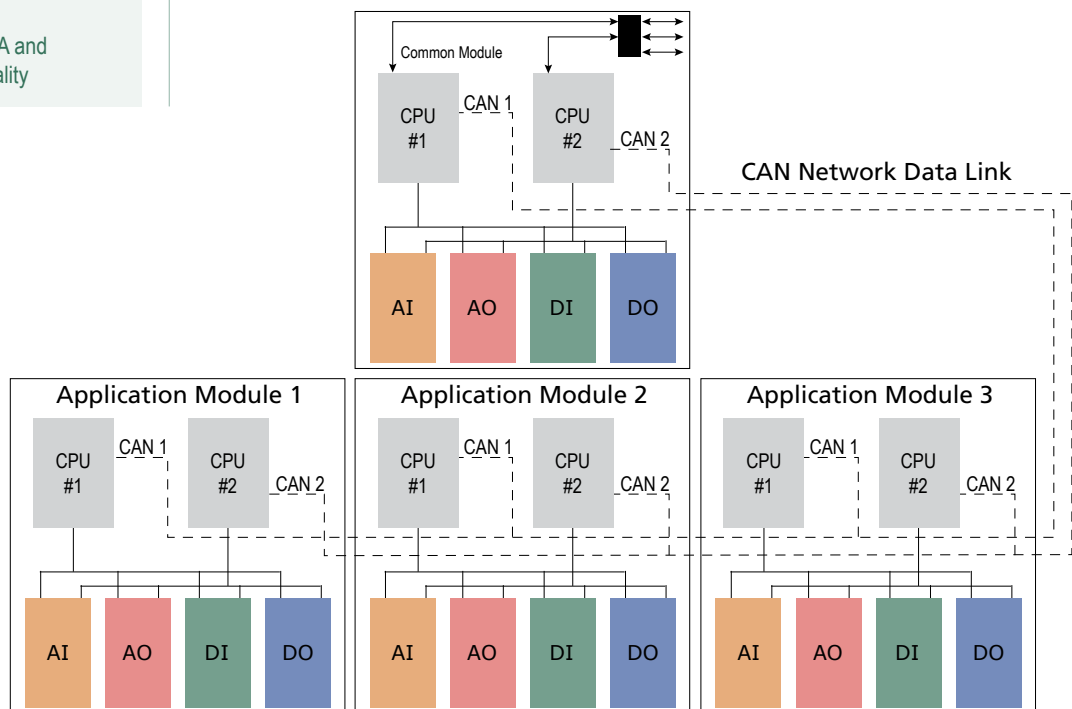 A and
ality
Common Module
CPU
#1
CAN 1
CPU
#2
CAN 2
CAN Network Data Link
AI
AO
DI
DO
Application Module 1
CPU
#1
CAN 1
CPU
#2
CAN 2
AI
AO
DI
DO
Application Module 2
CPU
#1
CAN 1
CPU
#2
CAN 2
AI
AO
DI
DO
Application Module 3
CPU
#1
CAN 1
CPU
#2
CAN 2
AI
AO
DI
DO